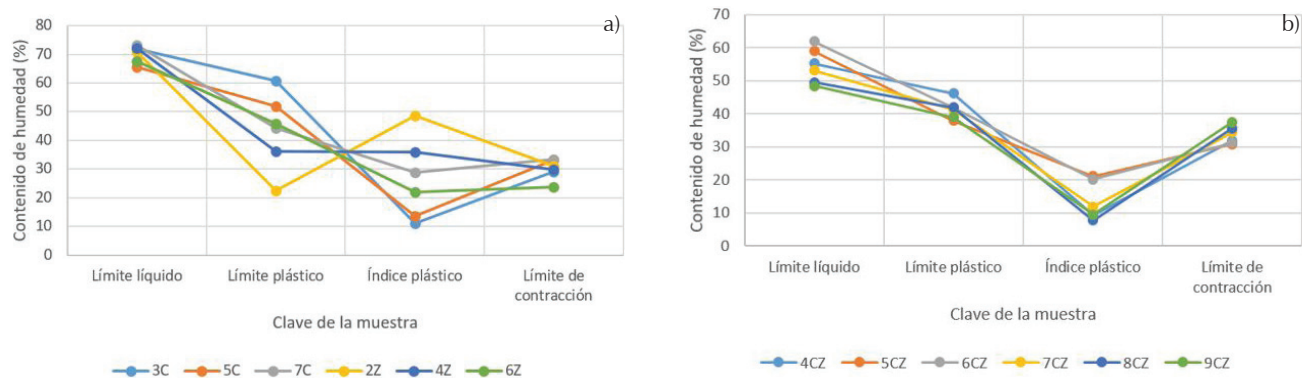 a)
Contenido de humedad (%)
80
70
60
50
40
30
20
10
0
Límite líquido
Límite plástico
Índice plástico
Límite de
contracción
Clave de la muestra
3C
5C
7C
2Z
4Z
6Z
b)
Contenido de humedad (%)
70
60
50
40
30
20
10
0
Límite líquido
Límite plástico
Índice plástico
Límite de
contracción
Clave de la muestra
4CZ
5CZ
6CZ
7CZ
8CZ
9CZ